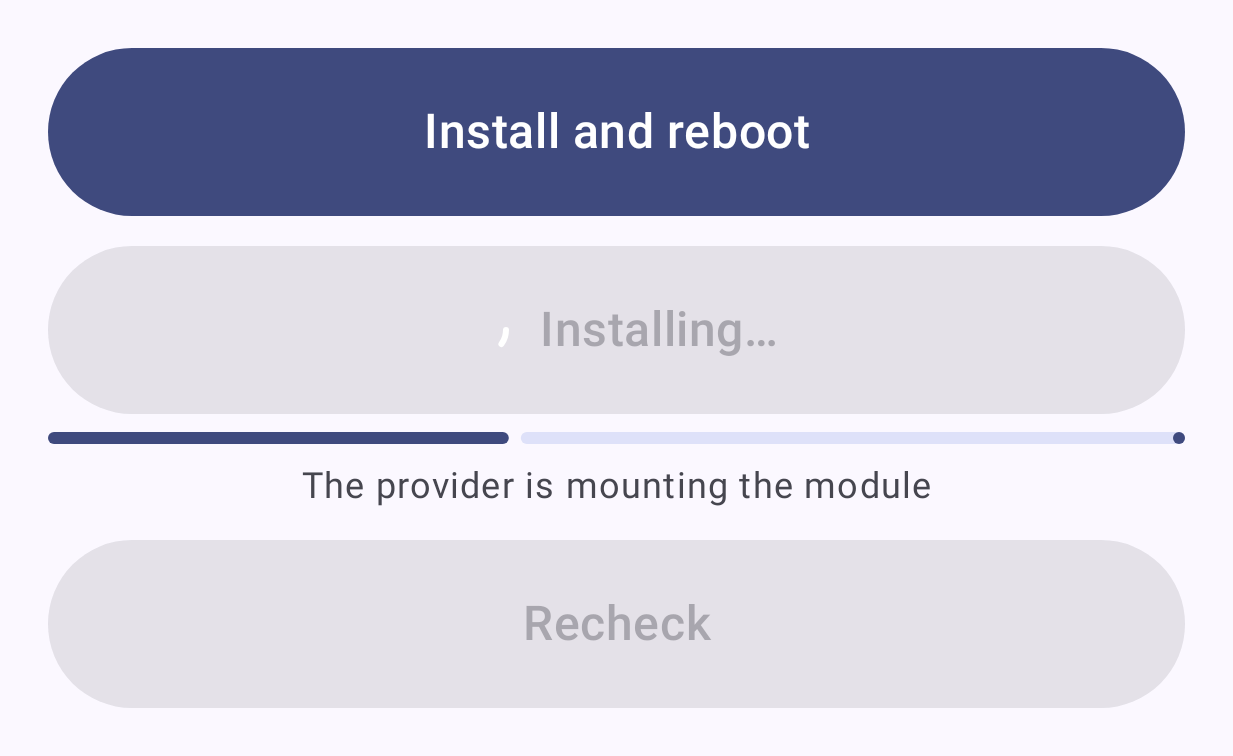 Install and reboot
Installing…
The provider is mounting the module
Recheck